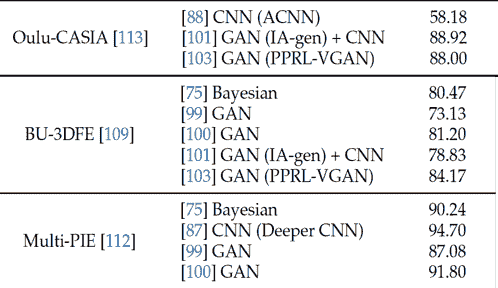 [88] CNN (ACNN) 58.18
Oulu-CASIA [113] [101] GAN (IA-gen) + CNN 88.92
[103] GAN (PPRL-VGAN) 88.00
[75] Bayesian 80.47
[99] GAN 73.13
BU-3DFE [109] [100] GAN 81.20
[101] GAN (IA-gen) + CNN 78.83
[103] GAN (PPRL-VGAN) 84.17
[75] Bayesian 90.24
[87] CNN (Deeper CNN) 94.70
Multi-PIE [112]
[99] GAN 87.08
[100] GAN 91.80